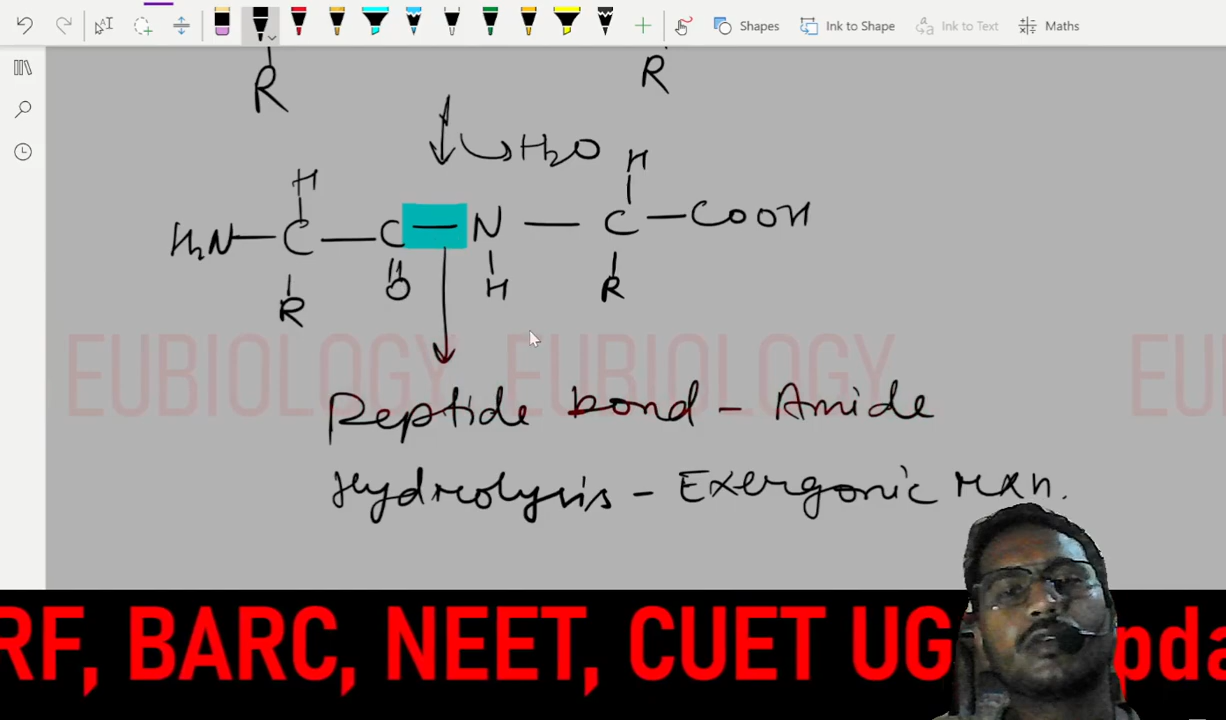 Shapes Ink to Shape Ink to Text Maths
R R
H₂O
H H
H₂N — C — C — N — C — COOH
R O H R
EUBIOLOGY EUBIOLOGY EU
Peptide bond - Amide
Hydrolysis - Exergonic rxn.
RF, BARC, NEET, CUET UG pda